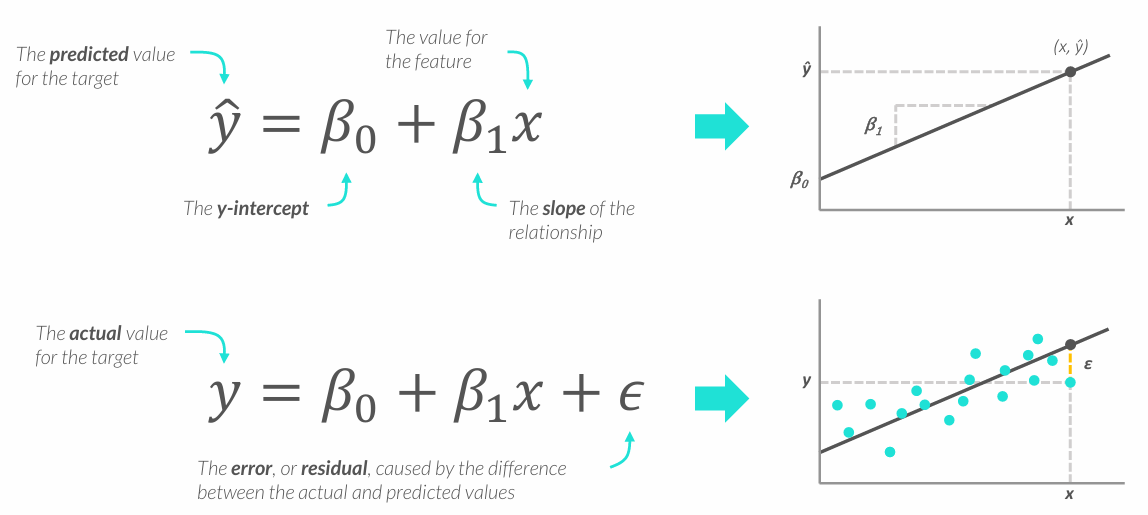 The predicted value
for the target
The value for
the feature
ŷ = β₀ + β₁x
The y-intercept
The slope of the
relationship
(x, ŷ)
ŷ
β₁
β₀
x
The actual value
for the target
y = β₀ + β₁x + ϵ
The error, or residual, caused by the difference
between the actual and predicted values
y
ε
x